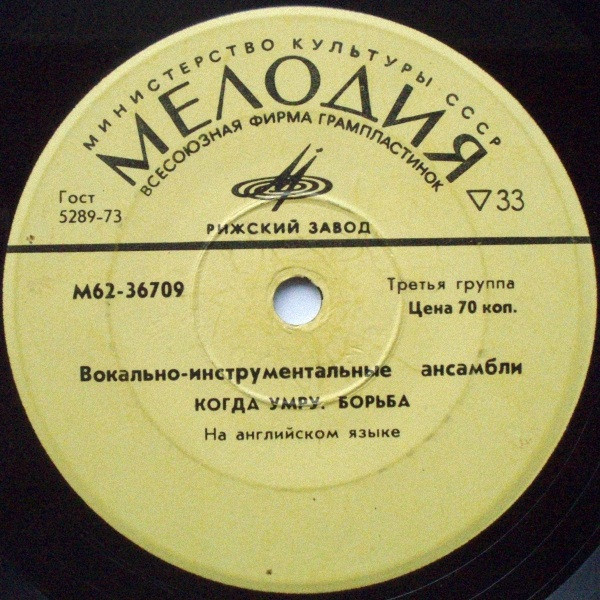 МИНИСТЕРСТВО КУЛЬТУРЫ СССР
МЕЛОДИЯ
ВСЕСОЮЗНАЯ ФИРМА ГРАМПЛАСТИНОК
Гост
5289-73
▽33
РИЖСКИЙ ЗАВОД
М62-36709
Третья группа
Цена 70 коп.
Вокально-инструментальные ансамбли
КОГДА УМРУ. БОРЬБА
На английском языке